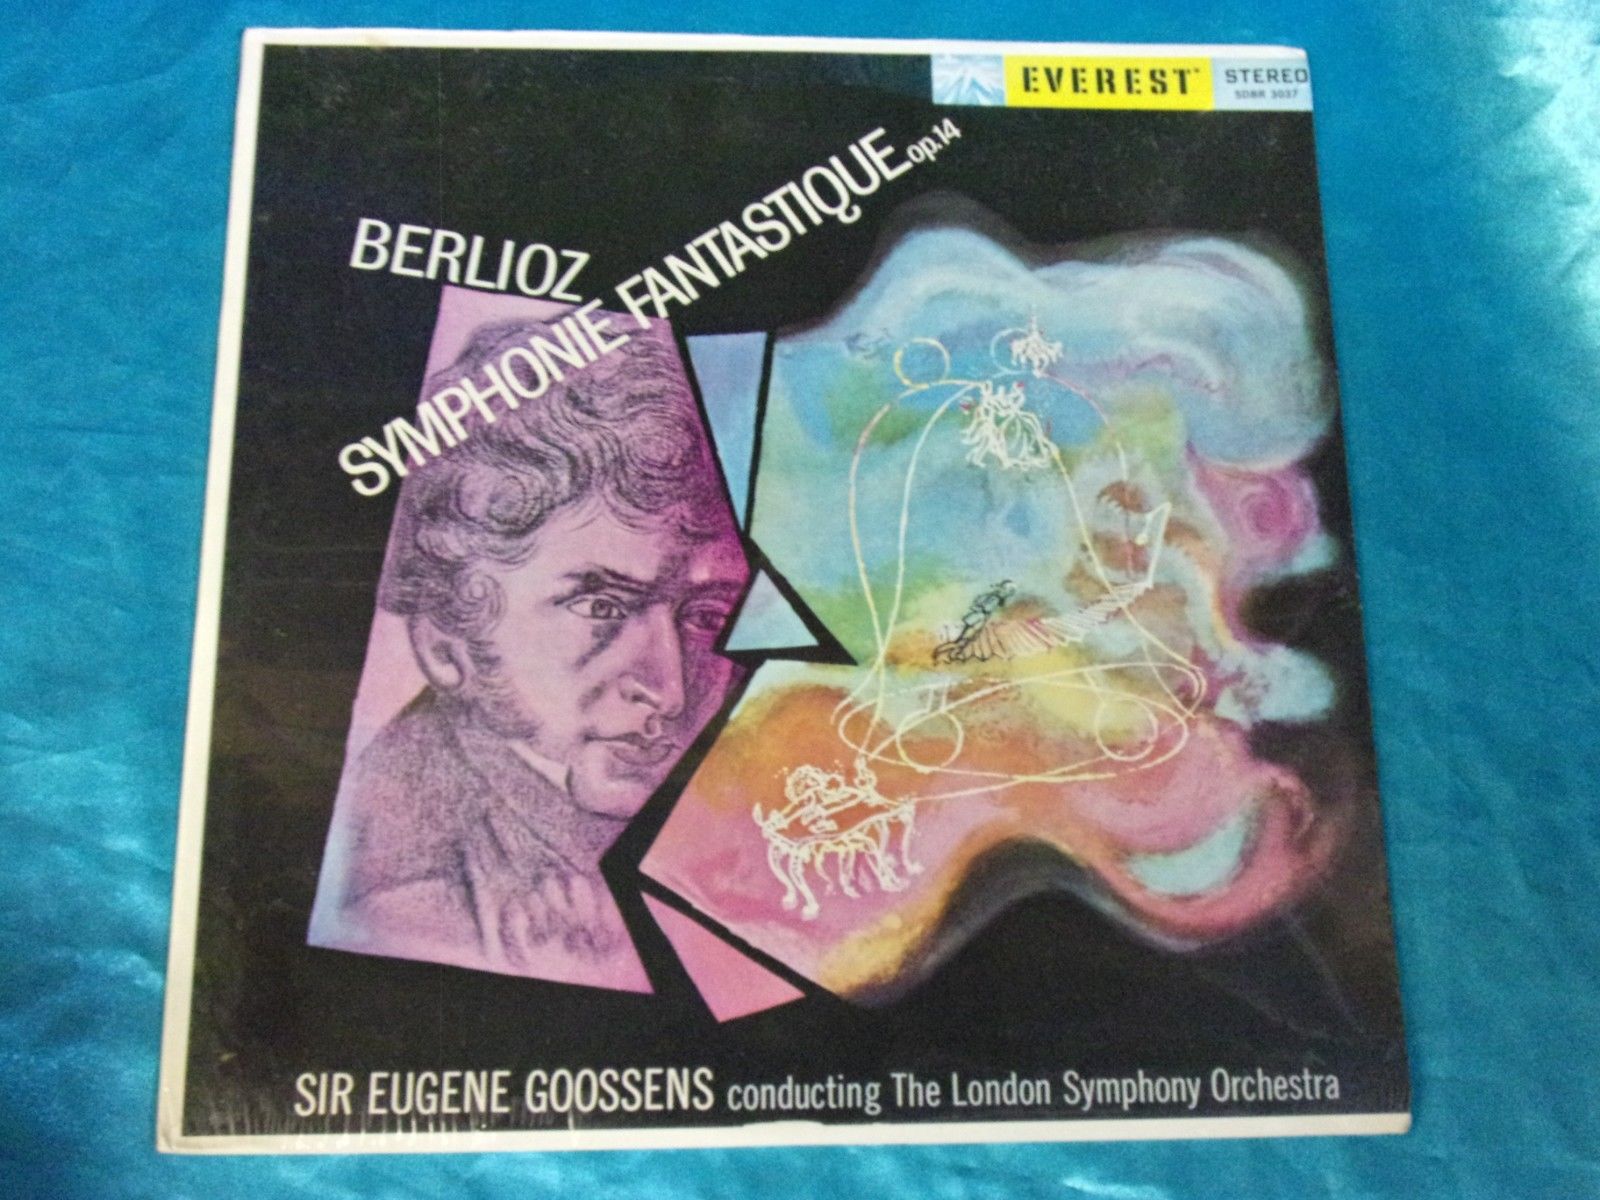 EVEREST
STEREO
SDBR 3037
BERLIOZ
SYMPHONIE FANTASTIQUE op.14
SIR EUGENE GOOSSENS conducting The London Symphony Orchestra